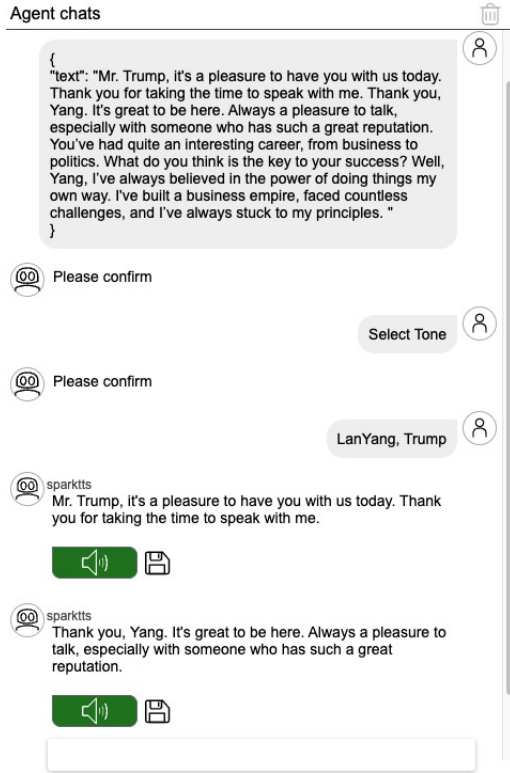 Agent chats
{
"text": "Mr. Trump, it's a pleasure to have you with us today.
Thank you for taking the time to speak with me. Thank you,
Yang. It's great to be here. Always a pleasure to talk,
especially with someone who has such a great reputation.
You've had quite an interesting career, from business to
politics. What do you think is the key to your success? Well,
Yang, I've always believed in the power of doing things my
own way. I've built a business empire, faced countless
challenges, and I've always stuck to my principles. "
}
Please confirm
Select Tone
Please confirm
LanYang, Trump
sparktts
Mr. Trump, it's a pleasure to have you with us today. Thank
you for taking the time to speak with me.
sparktts
Thank you, Yang. It's great to be here. Always a pleasure to
talk, especially with someone who has such a great
reputation.